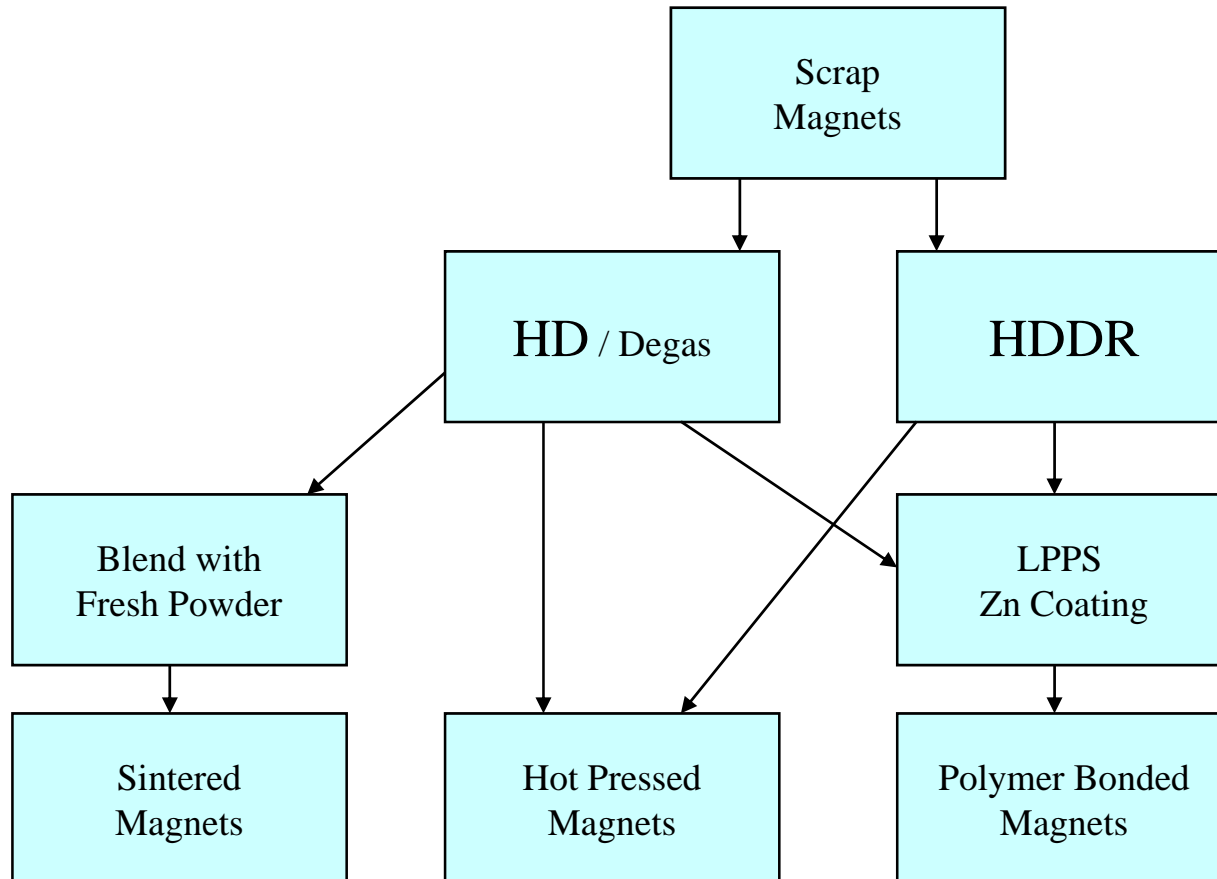 Scrap
Magnets
HD / Degas
HDDR
Blend with
Fresh Powder
LPPS
Zn Coating
Sintered
Magnets
Hot Pressed
Magnets
Polymer Bonded
Magnets